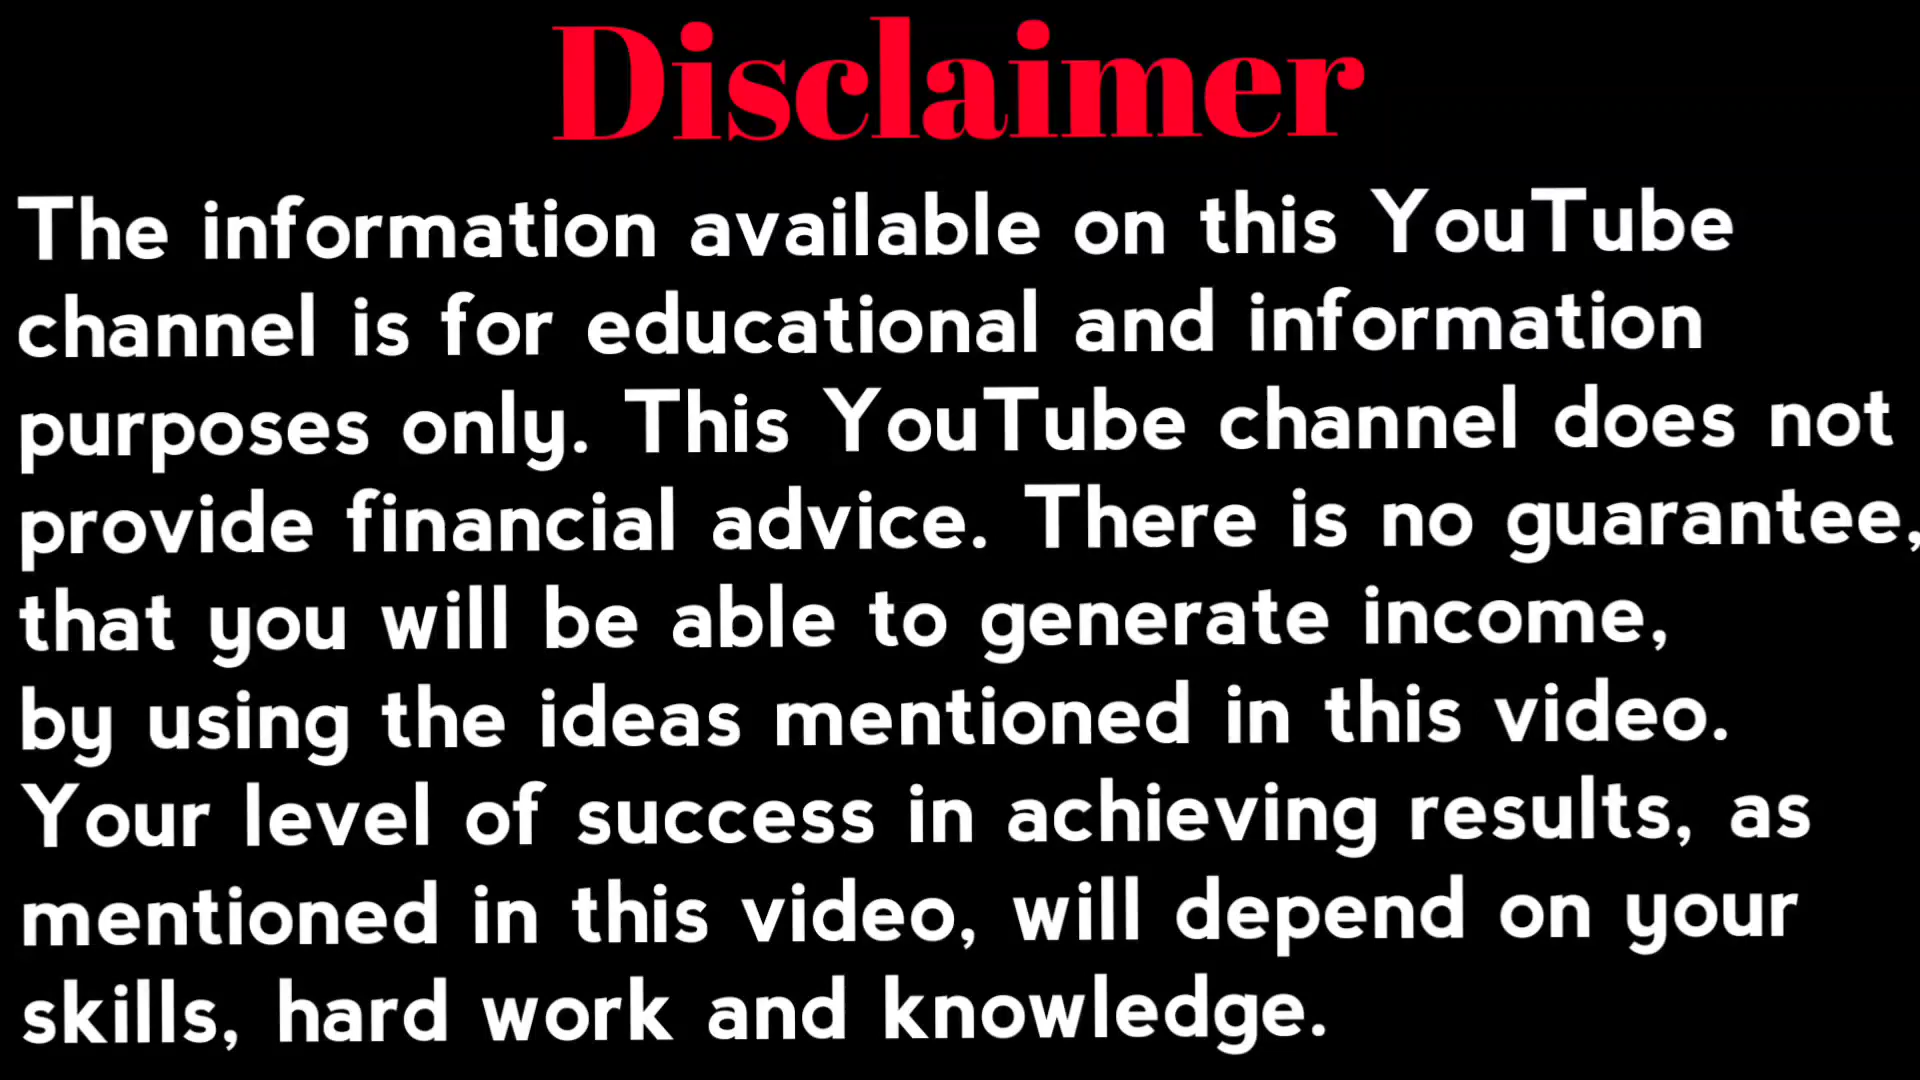 Disclaimer
The information available on this YouTube
channel is for educational and information
purposes only. This YouTube channel does not
provide financial advice. There is no guarantee,
that you will be able to generate income,
by using the ideas mentioned in this video.
Your level of success in achieving results, as
mentioned in this video, will depend on your
skills, hard work and knowledge.